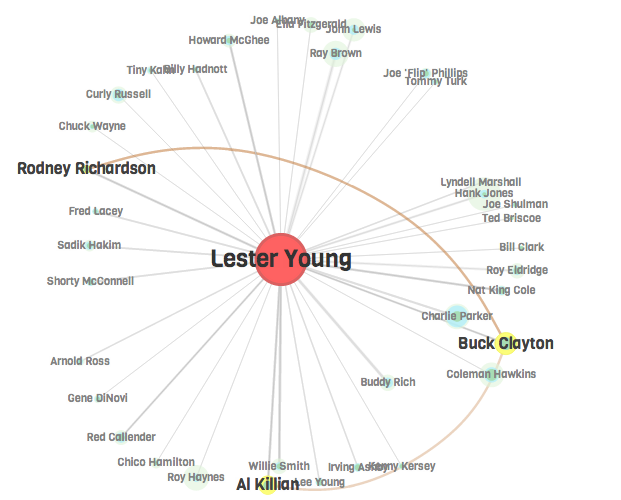 Joe Albany
Ella Fitzgerald
John Lewis
Howard McGhee
Ray Brown
Tiny Kahn
Billy Hadnott
Joe 'Flip' Phillips
Tommy Turk
Curly Russell
Chuck Wayne
Rodney Richardson
Lyndell Marshall
Hank Jones
Joe Shulman
Fred Lacey
Ted Briscoe
Sadik Hakim
Bill Clark
Lester Young
Roy Eldridge
Shorty McConnell
Nat King Cole
Charlie Parker
Buck Clayton
Arnold Ross
Coleman Hawkins
Buddy Rich
Gene DiNovi
Red Callender
Chico Hamilton
Willie Smith
Irving Ashby
Kenny Kersey
Roy Haynes
Al Killian
Lee Young